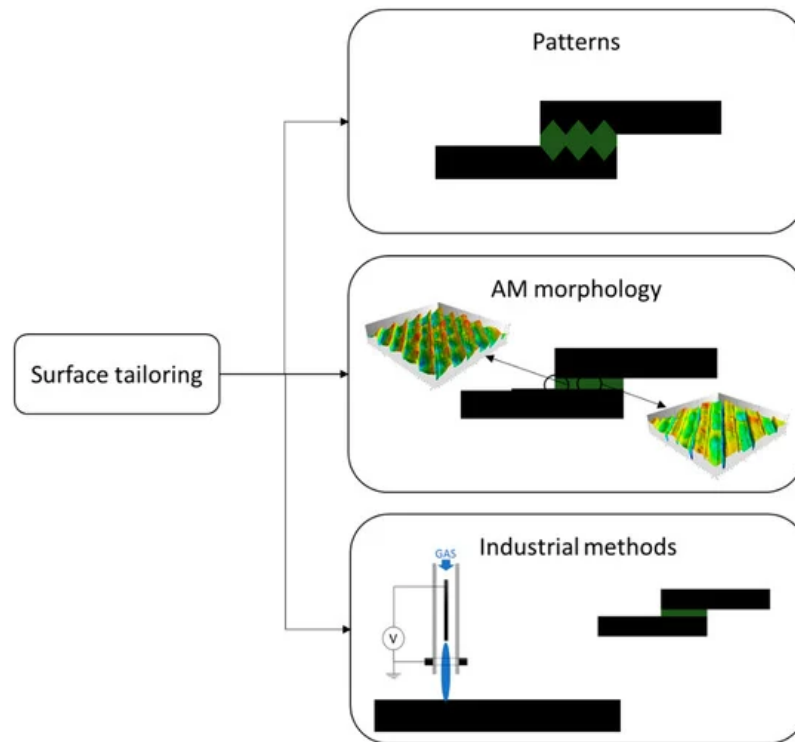 Patterns
AM morphology
Surface tailoring
Industrial methods
GAS
V